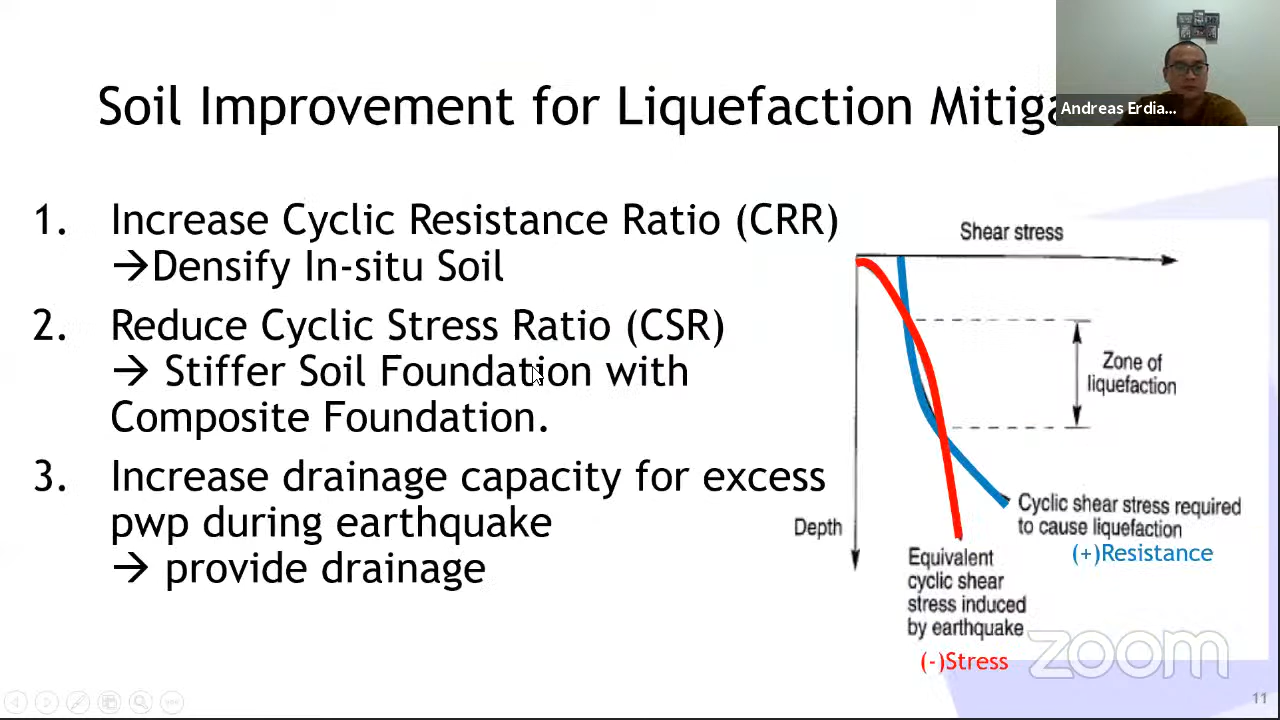 Soil Improvement for Liquefaction Mitiga
Andreas Erdia...
1. Increase Cyclic Resistance Ratio (CRR)
→Densify In-situ Soil
2. Reduce Cyclic Stress Ratio (CSR)
→ Stiffer Soil Foundation with
Composite Foundation.
3. Increase drainage capacity for excess
pwp during earthquake
→ provide drainage
Shear stress
Zone of
liquefaction
Depth
Cyclic shear stress required
to cause liquefaction
(+)Resistance
Equivalent
cyclic shear
stress induced
by earthquake
(-)Stress
zoom
11